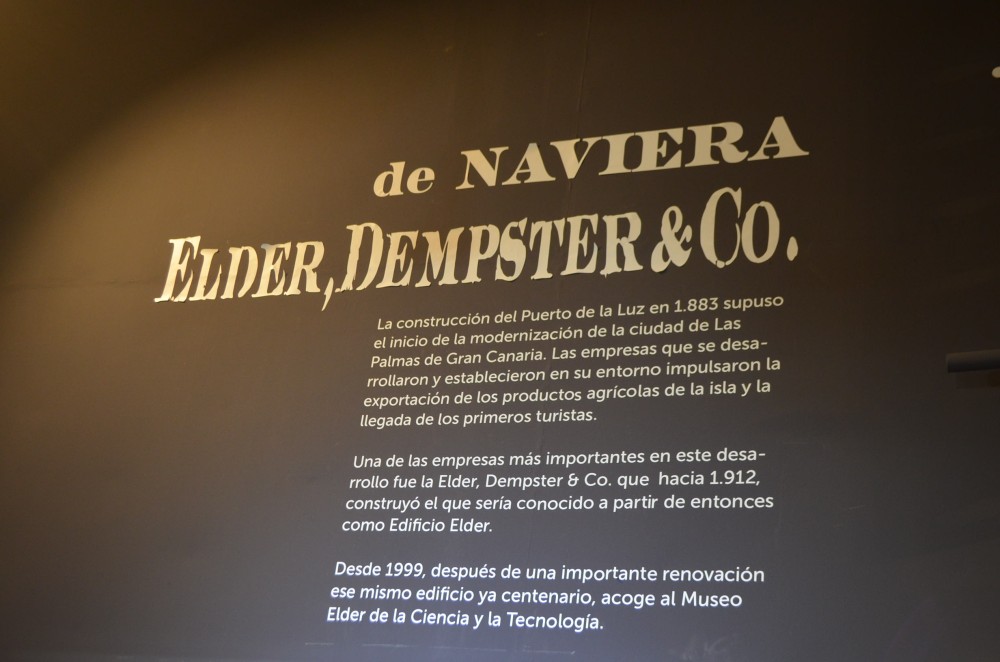 de NAVIERA
ELDER, DEMPSTER & CO.
La construcción del Puerto de la Luz en 1.883 supuso
el inicio de la modernización de la ciudad de Las
Palmas de Gran Canaria. Las empresas que se desa-
rrollaron y establecieron en su entorno impulsaron la
exportación de los productos agrícolas de la isla y la
llegada de los primeros turistas.
Una de las empresas más importantes en este desa-
rrollo fue la Elder, Dempster & Co. que hacia 1.912,
construyó el que sería conocido a partir de entonces
como Edificio Elder.
Desde 1999, después de una importante renovación
ese mismo edificio ya centenario, acoge al Museo
Elder de la Ciencia y la Tecnología.